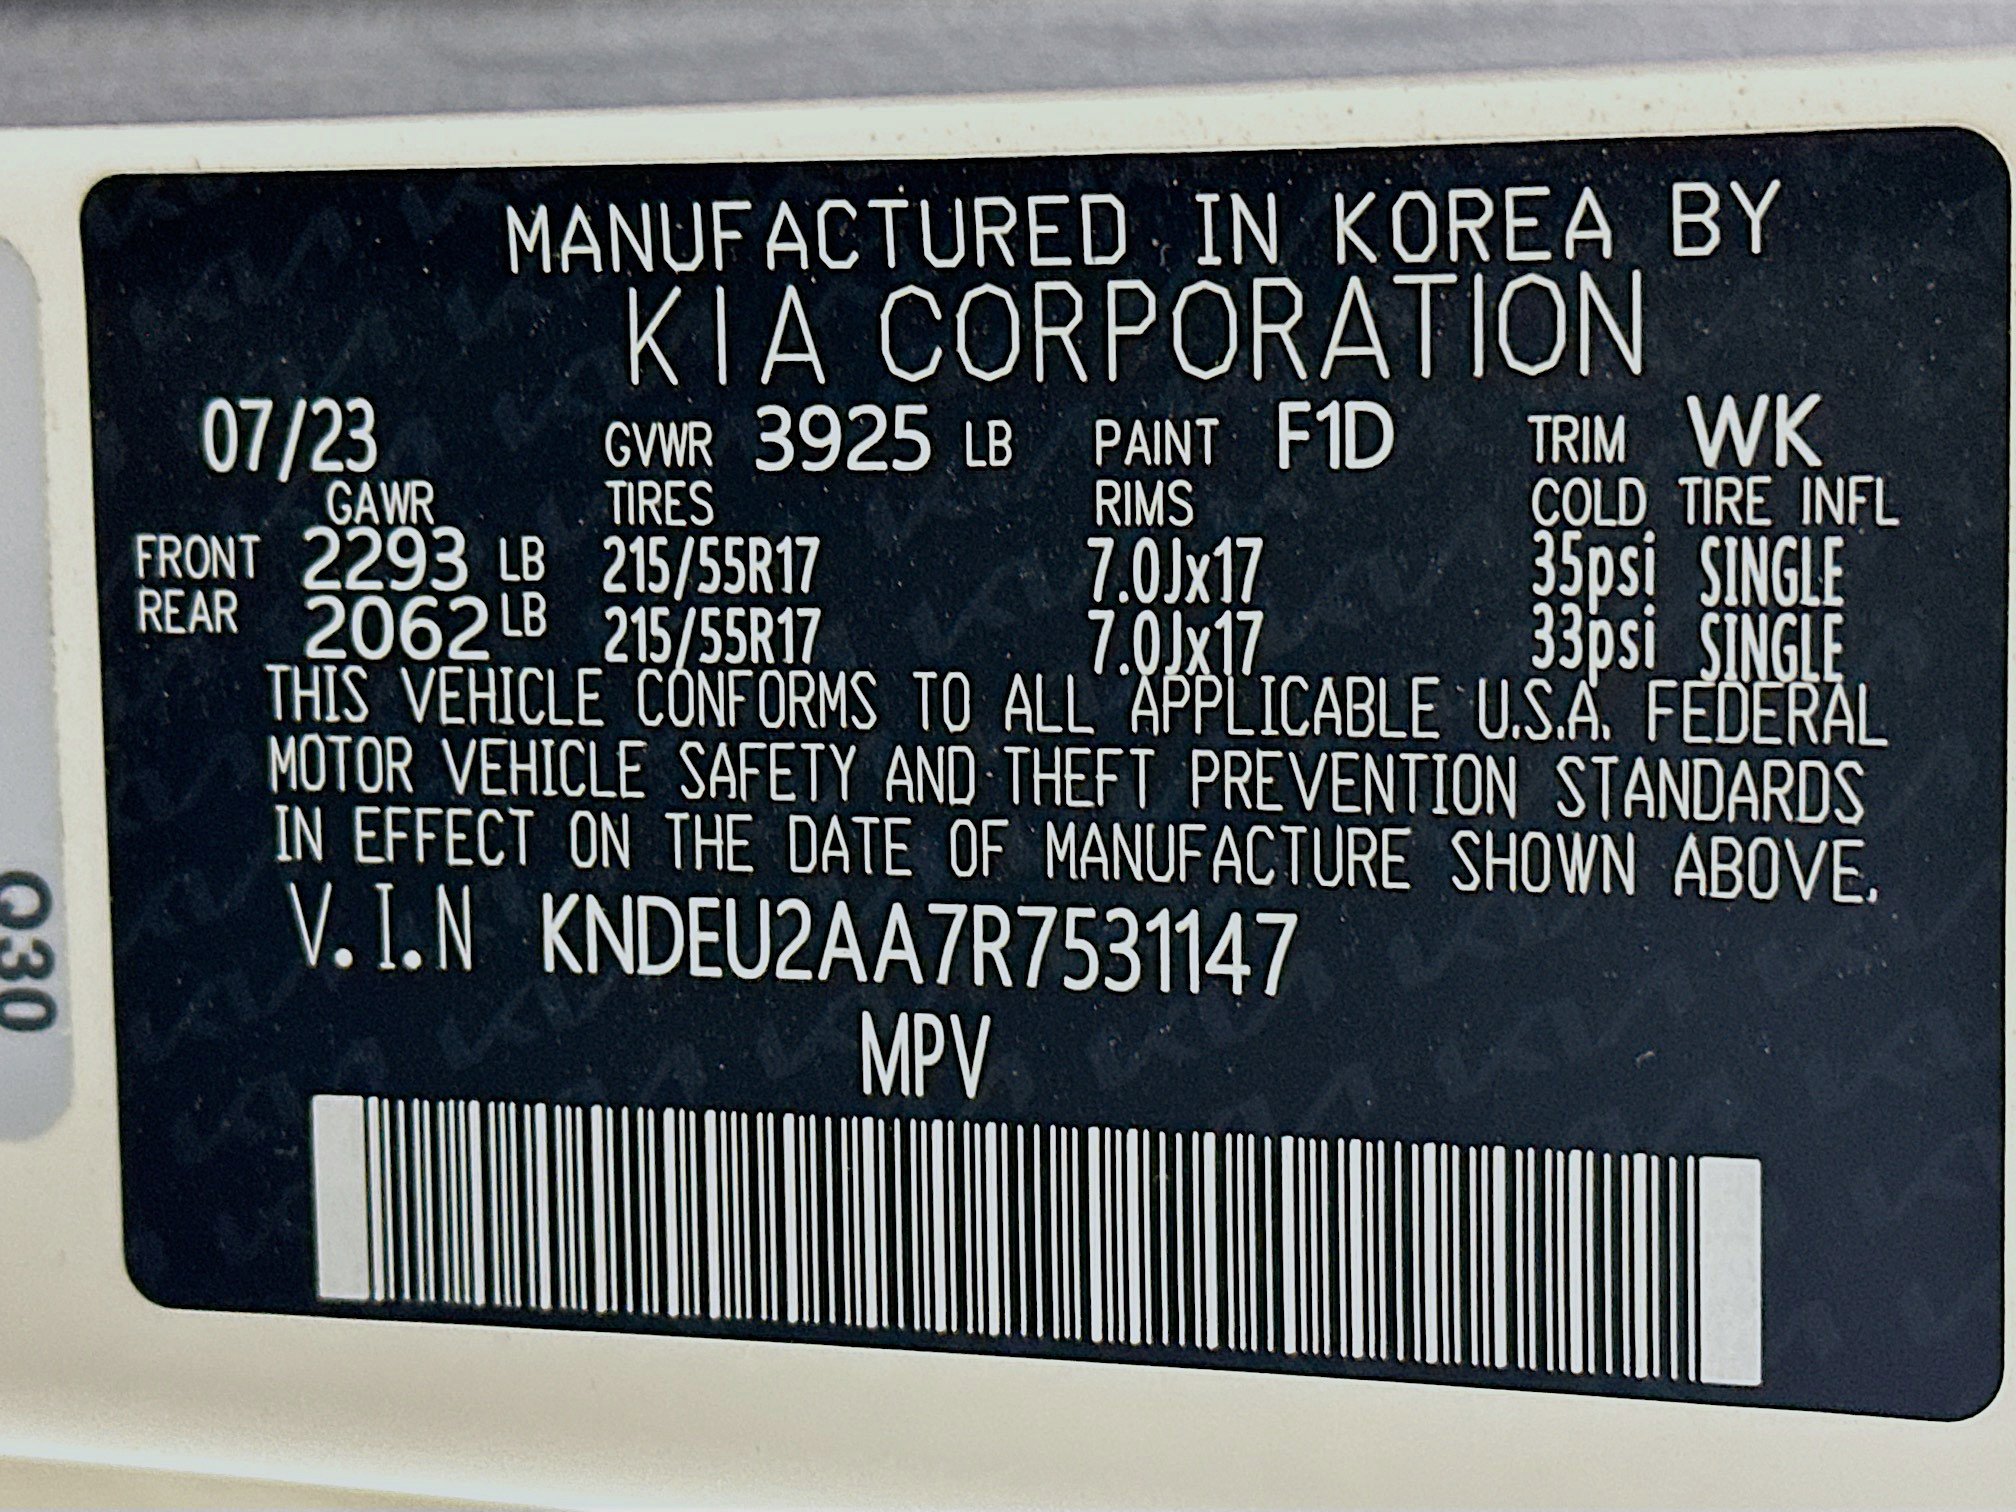 MANUFACTURED IN KOREA BY
KIA CORPORATION
07/23 GVWR 3925 LB PAINT F1D TRIM WK
GAWR TIRES RIMS COLD TIRE INFL
FRONT 2293 LB 215/55R17 7.0Jx17 35psi SINGLE
REAR 2062 LB 215/55R17 7.0Jx17 33psi SINGLE
THIS VEHICLE CONFORMS TO ALL APPLICABLE U.S.A. FEDERAL
MOTOR VEHICLE SAFETY AND THEFT PREVENTION STANDARDS
IN EFFECT ON THE DATE OF MANUFACTURE SHOWN ABOVE.
V.I.N KNDEU2AA7R7531147
MPV
Q30